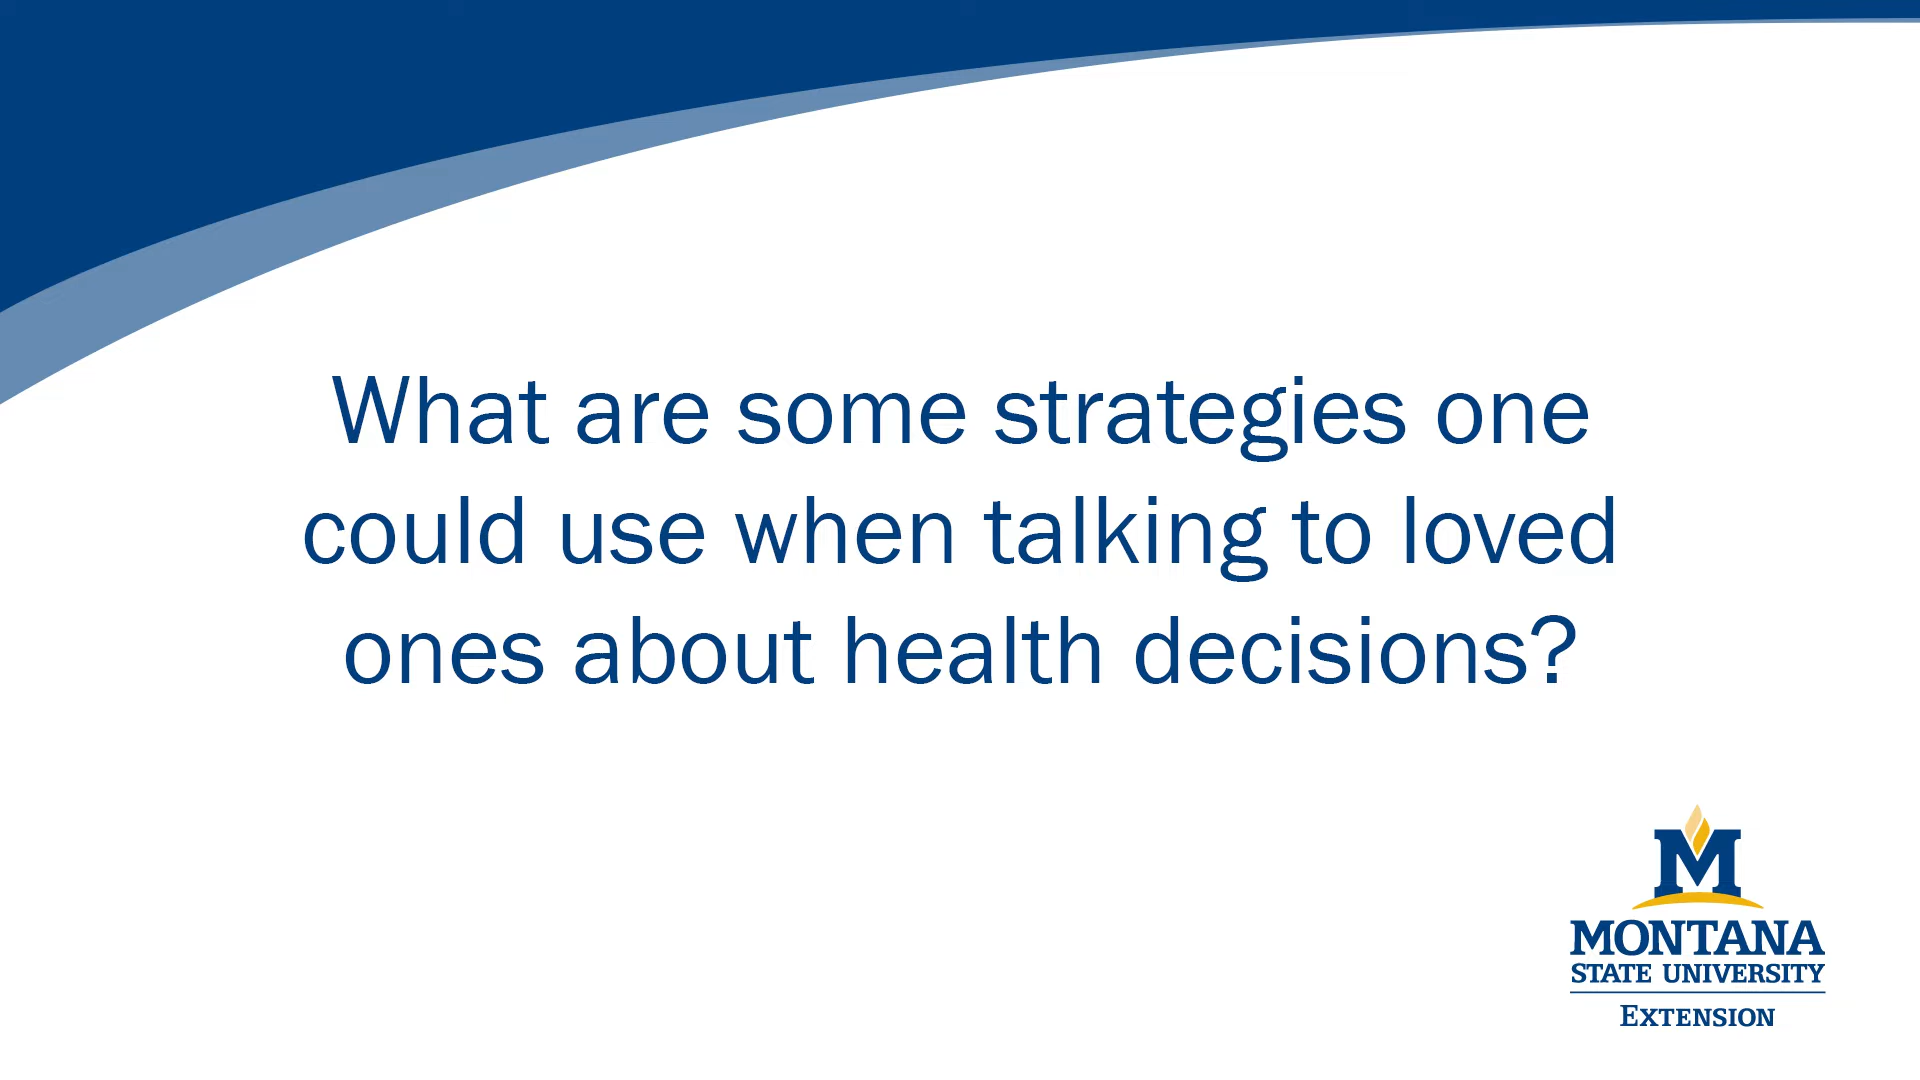 What are some strategies one
could use when talking to loved
ones about health decisions?
M
MONTANA
STATE UNIVERSITY
EXTENSION